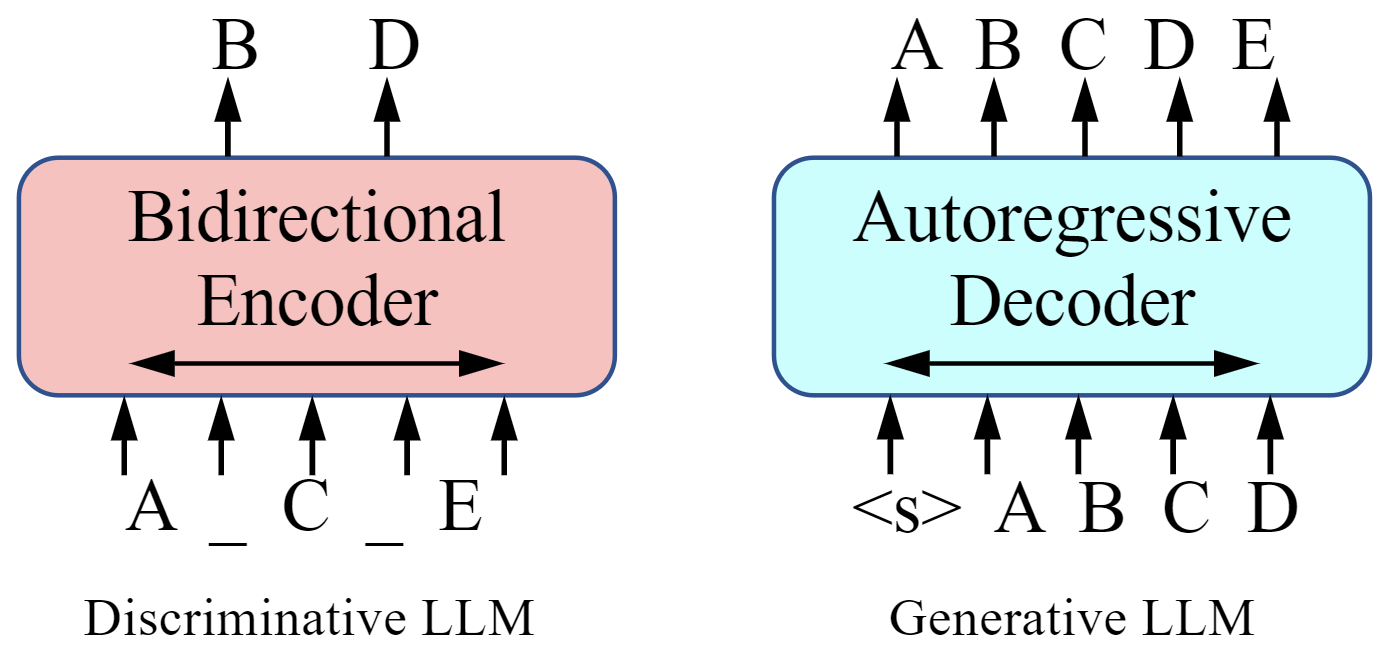 B D
Bidirectional
Encoder
A _ C _ E
Discriminative LLM
A B C D E
Autoregressive
Decoder
<s> A B C D
Generative LLM